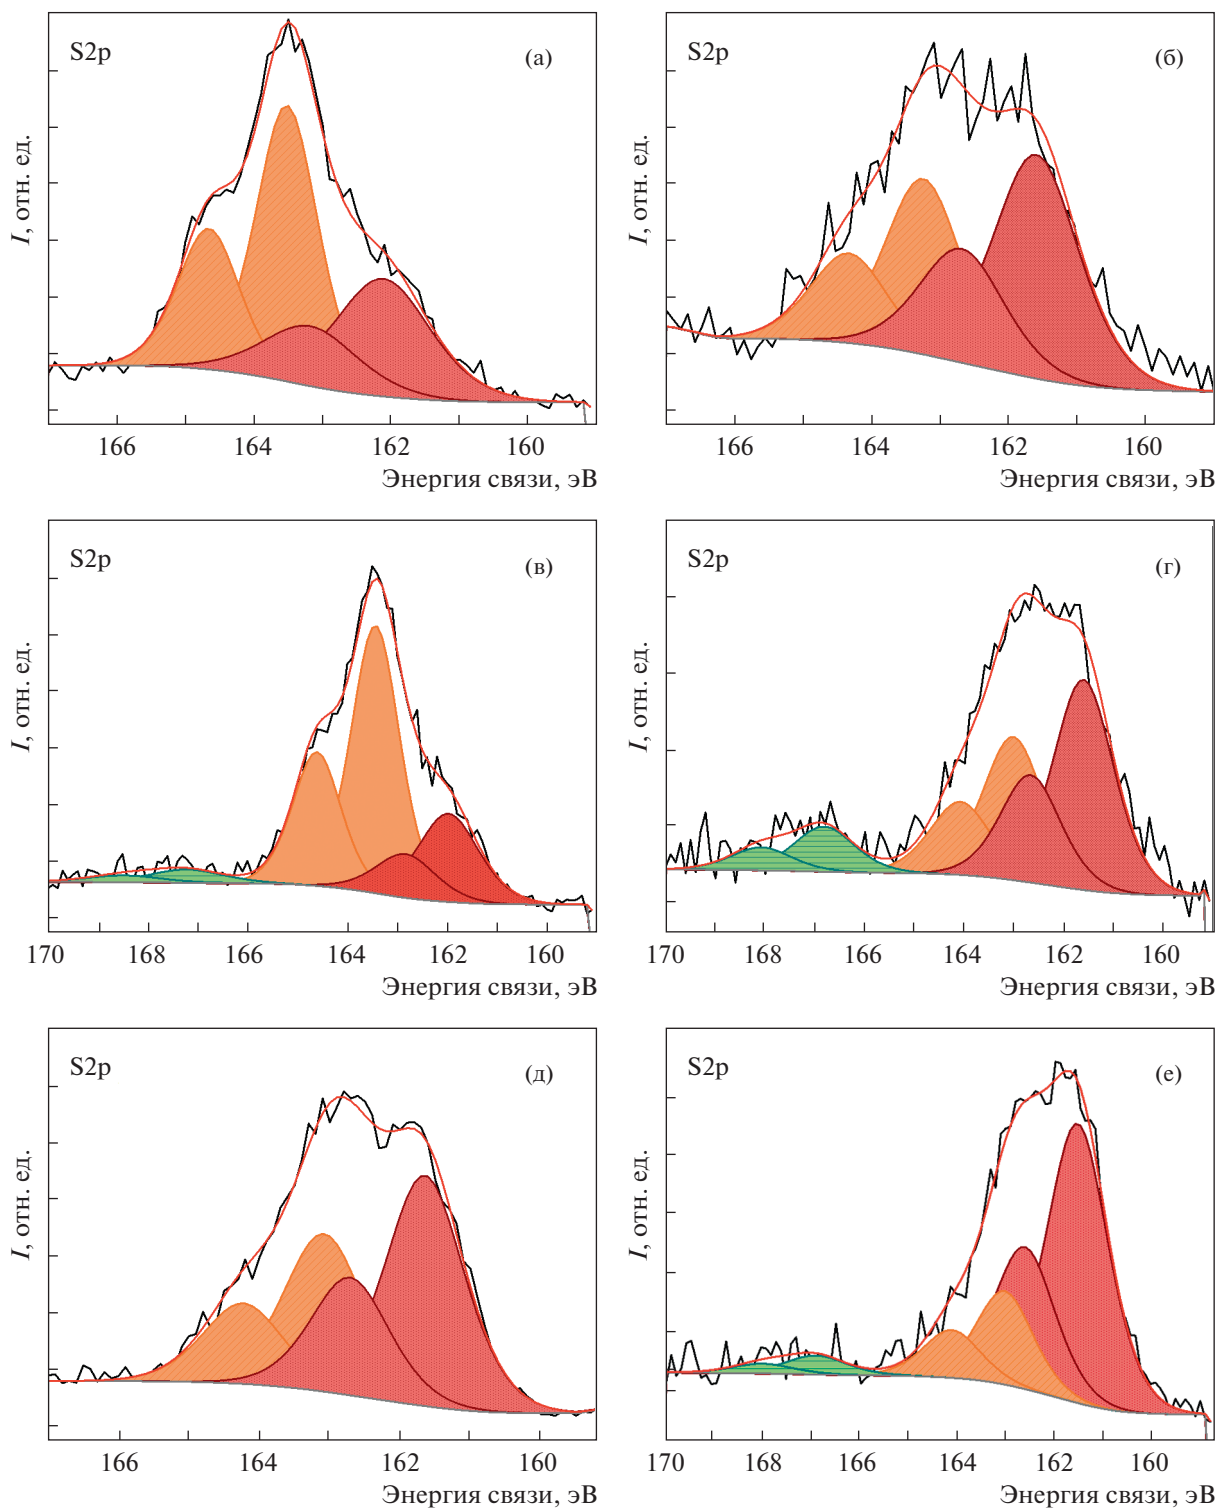 S2p
(а)
I, отн. ед.
166 164 162 160
Энергия связи, эВ
S2p
(б)
I, отн. ед.
166 164 162 160
Энергия связи, эВ
S2p
(в)
I, отн. ед.
170 168 166 164 162 160
Энергия связи, эВ
S2p
(г)
I, отн. ед.
170 168 166 164 162 160
Энергия связи, эВ
S2p
(д)
I, отн. ед.
166 164 162 160
Энергия связи, эВ
S2p
(е)
I, отн. ед.
170 168 166 164 162 160
Энергия связи, эВ